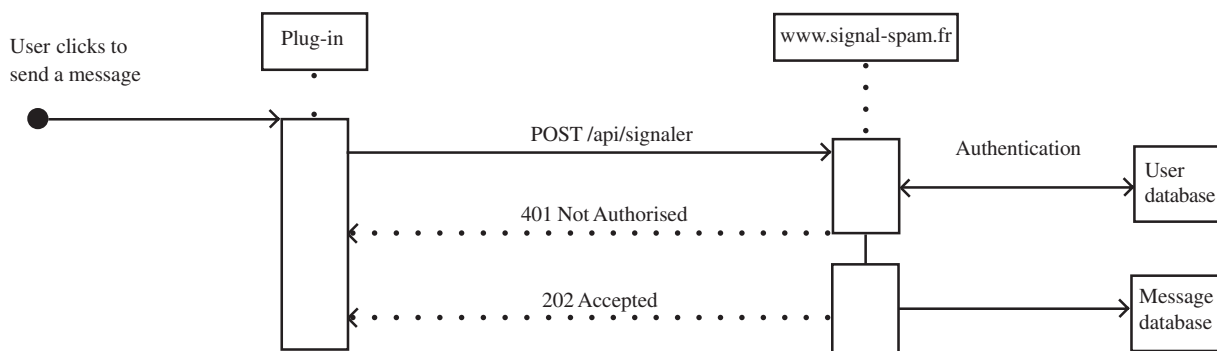 User clicks to
send a message
Plug-in
www.signal-spam.fr
POST /api/signaler
Authentication
User
database
401 Not Authorised
202 Accepted
Message
database